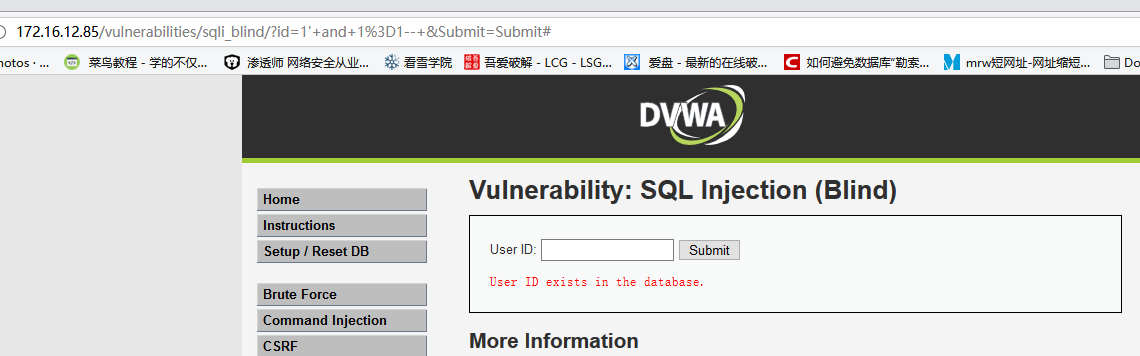 172.16.12.85/vulnerabilities/sqli_blind/?id=1'+and+1%3D1--+&Submit=Submit#
hotos · ... 菜鸟教程 - 学的不仅... 渗透师 网络安全从业... 看雪学院 吾爱破解 - LCG - LSG... 爱盘 - 最新的在线破... 如何避免数据库“勒索... mrw短网址-网址缩短... Do
DVWA
Home
Instructions
Setup / Reset DB
Brute Force
Command Injection
CSRF
Vulnerability: SQL Injection (Blind)
User ID: Submit
User ID exists in the database.
More Information